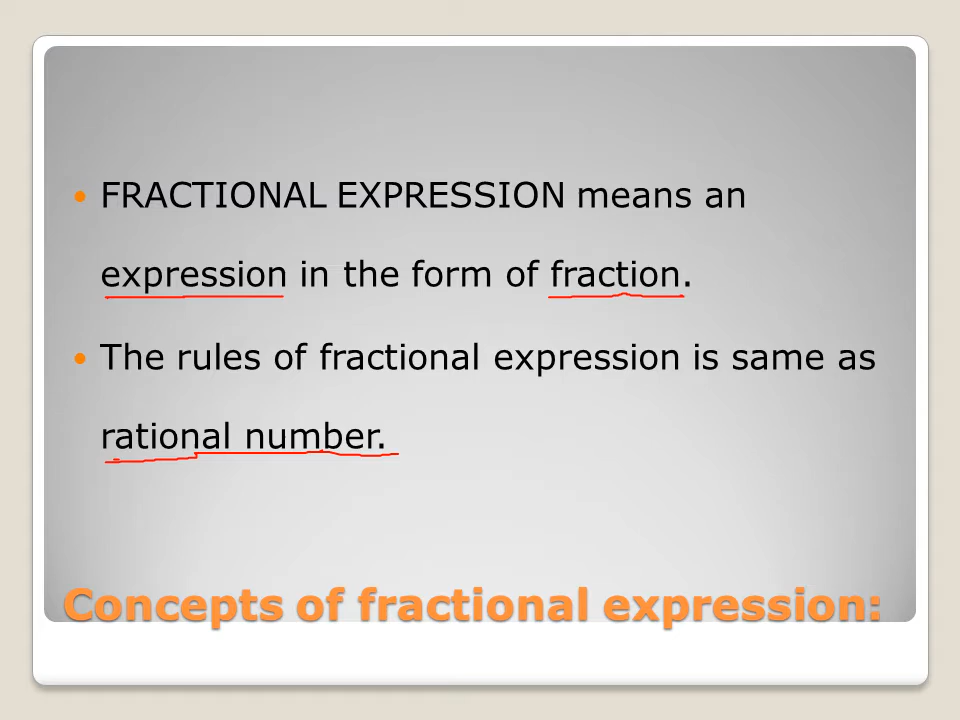 FRACTIONAL EXPRESSION means an
expression in the form of fraction.
The rules of fractional expression is same as
rational number.
Concepts of fractional expression: